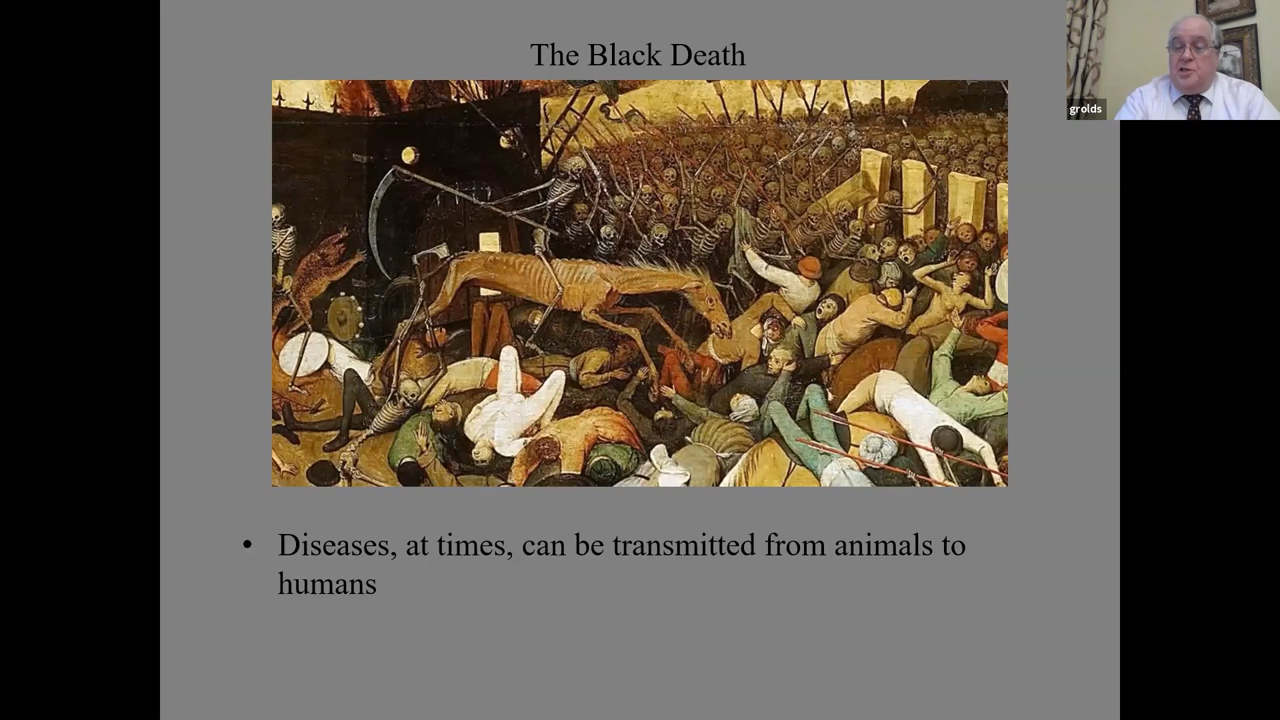 The Black Death
grolds
• Diseases, at times, can be transmitted from animals to
humans